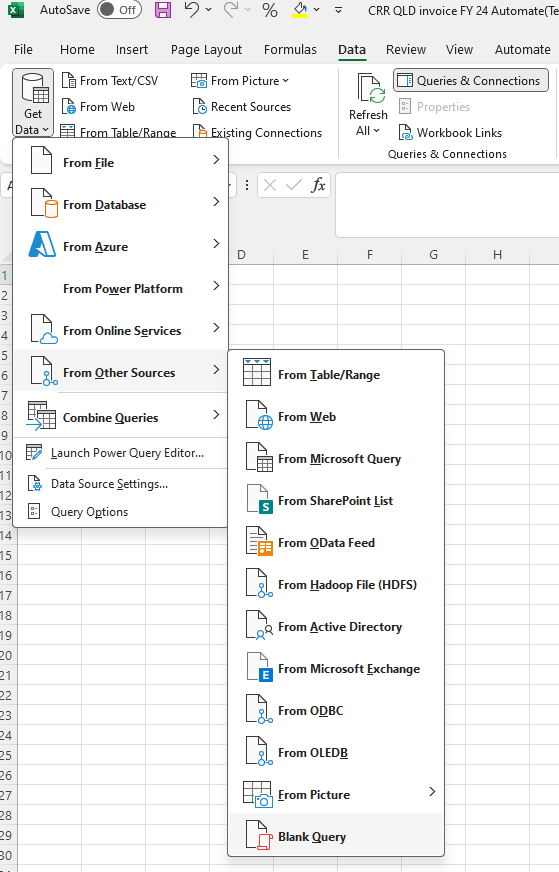 AutoSave Off CRR QLD invoice FY 24 Automate(Te
File Home Insert Page Layout Formulas Data Review View Automate
Get Data
From Text/CSV
From Web
From Table/Range
From Picture
Recent Sources
Existing Connections
Refresh All
Queries & Connections
Properties
Workbook Links
Queries & Connections
From File
From Database
From Azure
From Power Platform
From Online Services
From Other Sources
Combine Queries
Launch Power Query Editor...
Data Source Settings...
Query Options
fx
D E F G H
From Table/Range
From Web
From Microsoft Query
From SharePoint List
From OData Feed
From Hadoop File (HDFS)
From Active Directory
From Microsoft Exchange
From ODBC
From OLEDB
From Picture
Blank Query
1
2
3
4
5
6
7
8
9
10
11
12
13
14
15
16
17
18
19
20
21
22
23
24
25
26
27
28
29
30